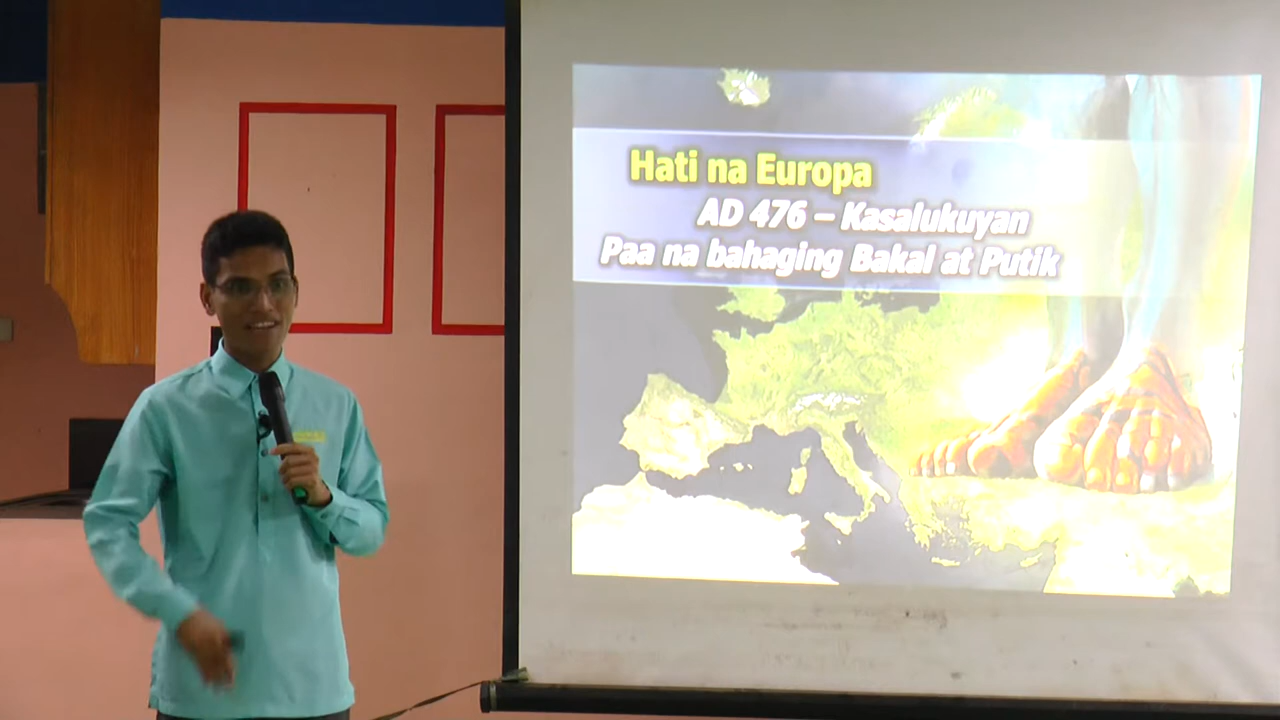 Hati na Europa
AD 476 – Kasalukuyan
Paa na bahaging Bakal at Putik